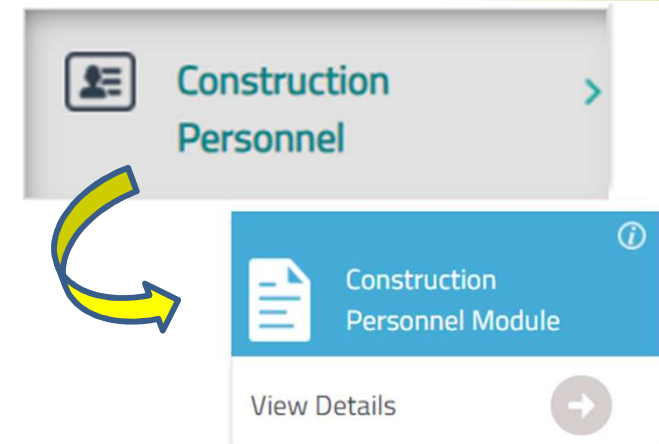 Construction
Personnel
Construction
Personnel Module
View Details